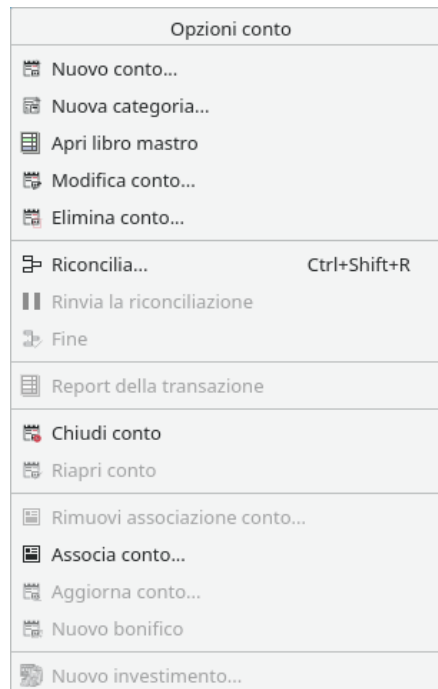 Opzioni conto
Nuovo conto...
Nuova categoria...
Apri libro mastro
Modifica conto...
Elimina conto...
Riconcilia... Ctrl+Shift+R
Rinvia la riconciliazione
Fine
Report della transazione
Chiudi conto
Riapri conto
Rimuovi associazione conto...
Associa conto...
Aggiorna conto...
Nuovo bonifico
Nuovo investimento...